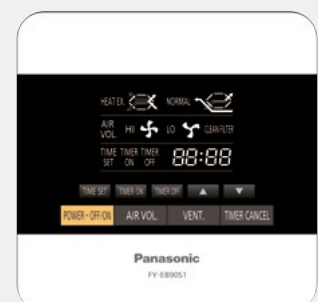 HEAT EX. NORMAL
AIR VOL. HI LO CLEAN FILTER
TIME SET TIMER ON TIMER OFF 88:88
TIME SET TIMER ON TIMER OFF ▲ ▼
POWER • OFF/ON AIR VOL. VENT. TIMER CANCEL
Panasonic
FY-EB9051